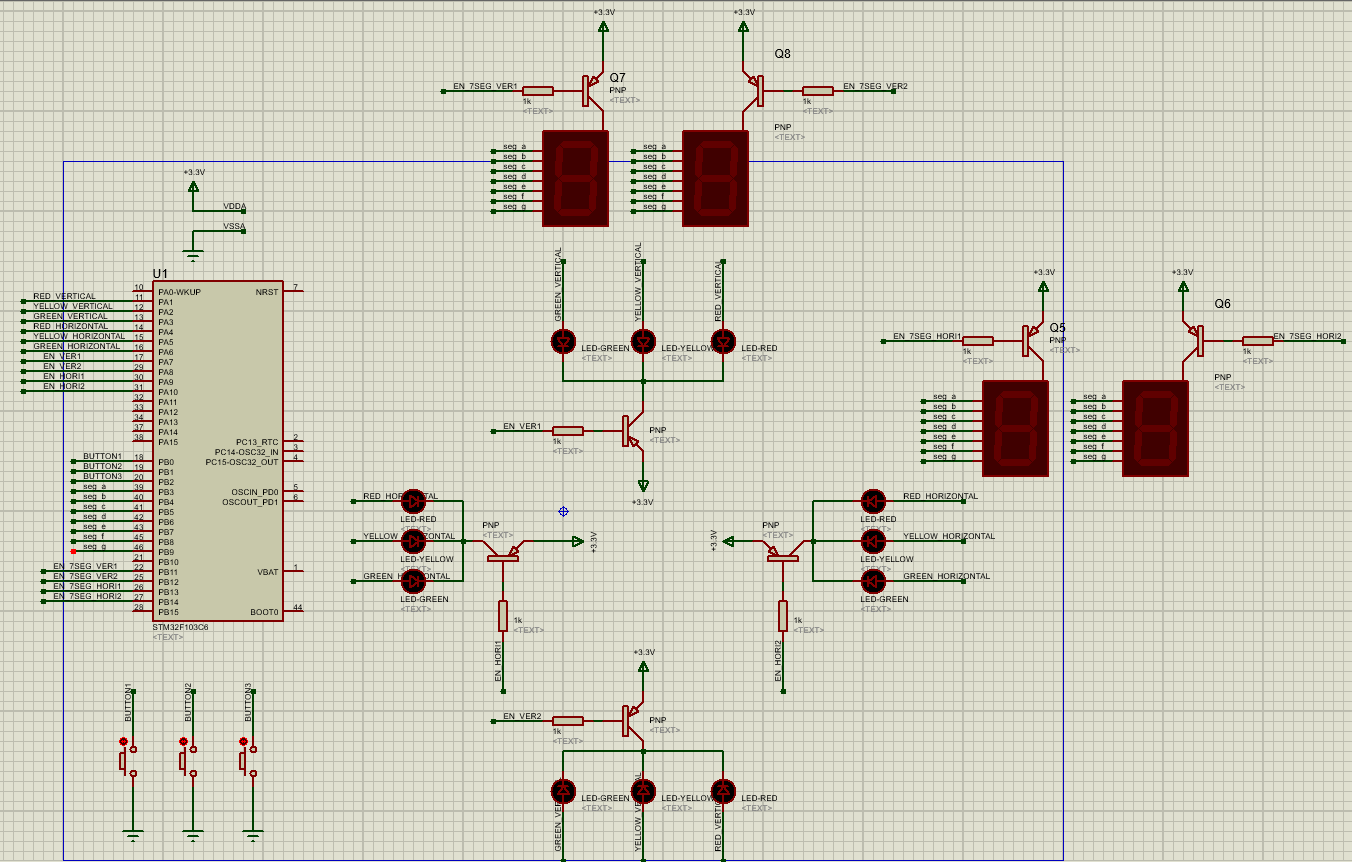 +3.3V
+3.3V
Q7
PNP
<TEXT>
Q8
PNP
<TEXT>
EN_7SEG_VER1
1k
<TEXT>
1k
<TEXT>
EN_7SEG_VER2
seg_a
seg_b
seg_c
seg_d
seg_e
seg_f
seg_g
seg_a
seg_b
seg_c
seg_d
seg_e
seg_f
seg_g
+3.3V
VDDA
VSSA
U1
RED_VERTICAL
YELLOW_VERTICAL
GREEN_VERTICAL
RED_HORIZONTAL
YELLOW_HORIZONTAL
GREEN_HORIZONTAL
EN_VER1
EN_VER2
EN_HORI1
EN_HORI2
BUTTON1
BUTTON2
BUTTON3
seg_a
seg_b
seg_c
seg_d
seg_e
seg_f
seg_g
EN_7SEG_VER1
EN_7SEG_VER2
EN_7SEG_HORI1
EN_7SEG_HORI2
10 PA0-WKUP
11 PA1
12 PA2
13 PA3
14 PA4
15 PA5
16 PA6
17 PA7
29 PA8
30 PA9
31 PA10
32 PA11
33 PA12
34 PA13
37 PA14
38 PA15
18 PB0
19 PB1
20 PB2
39 PB3
40 PB4
41 PB5
42 PB6
43 PB7
45 PB8
46 PB9
21 PB10
22 PB11
25 PB12
26 PB13
27 PB14
28 PB15
NRST 7
PC13_RTC 2
PC14-OSC32_IN 3
PC15-OSC32_OUT 4
OSCIN_PD0 5
OSCOUT_PD1 6
VBAT 1
BOOT0 44
STM32F103C6
<TEXT>
GREEN_VERTICAL
YELLOW_VERTICAL
RED_VERTICAL
LED-GREEN
<TEXT>
LED-YELLOW
<TEXT>
LED-RED
<TEXT>
EN_VER1
1k
<TEXT>
PNP
<TEXT>
+3.3V
+3.3V
+3.3V
Q5
PNP
<TEXT>
Q6
PNP
<TEXT>
EN_7SEG_HORI1
1k
<TEXT>
1k
<TEXT>
EN_7SEG_HORI2
seg_a
seg_b
seg_c
seg_d
seg_e
seg_f
seg_g
seg_a
seg_b
seg_c
seg_d
seg_e
seg_f
seg_g
LED-RED
<TEXT>
LED-YELLOW
<TEXT>
LED-GREEN
<TEXT>
PNP
<TEXT>
+3.3V
1k
<TEXT>
EN_HORI1
+3.3V
PNP
<TEXT>
1k
<TEXT>
EN_HORI2
RED_HORIZONTAL
LED-RED
<TEXT>
YELLOW_HORIZONTAL
LED-YELLOW
<TEXT>
GREEN_HORIZONTAL
LED-GREEN
<TEXT>
+3.3V
EN_VER2
1k
<TEXT>
PNP
<TEXT>
LED-GREEN
<TEXT>
LED-YELLOW
<TEXT>
LED-RED
<TEXT>
BUTTON1
BUTTON2
BUTTON3